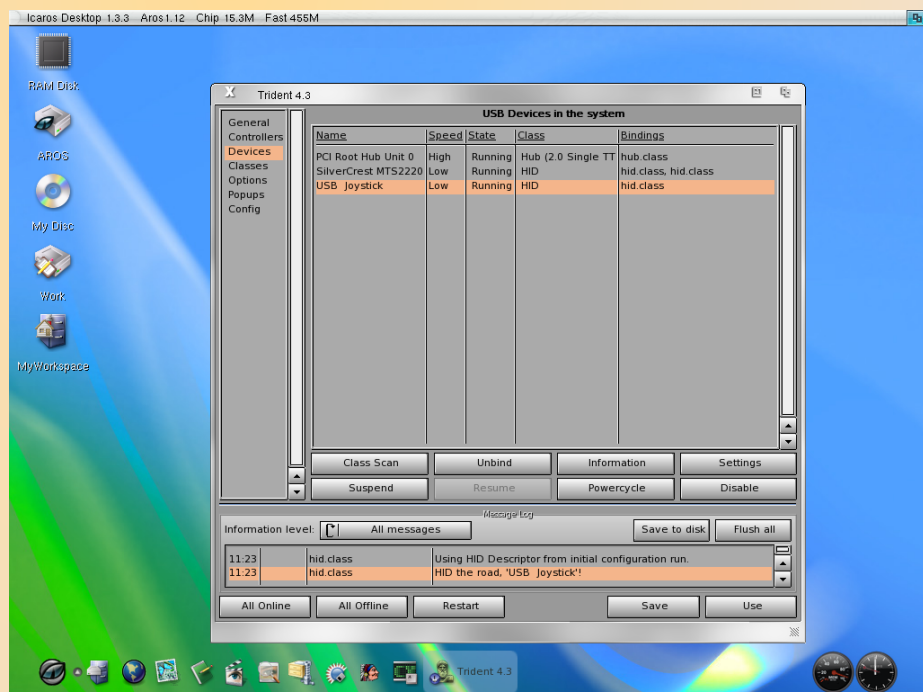 Icaros Desktop 1.3.3 Aros1.12 Chip 15.3M Fast 455M
RAM Disk
AROS
My Disc
Work
MyWorkspace
Trident 4.3
General
Controllers
Devices
Classes
Options
Popups
Config
USB Devices in the system
Name Speed State Class Bindings
PCI Root Hub Unit 0 High Running Hub (2.0 Single TT hub.class
SilverCrest MTS2220 Low Running HID hid.class, hid.class
USB Joystick Low Running HID hid.class
Class Scan Unbind Information Settings
Suspend Resume Powercycle Disable
Message Log
Information level: All messages Save to disk Flush all
11:23 hid.class Using HID Descriptor from initial configuration run.
11:23 hid.class HID the road, 'USB Joystick'!
All Online All Offline Restart Save Use
Trident 4.3